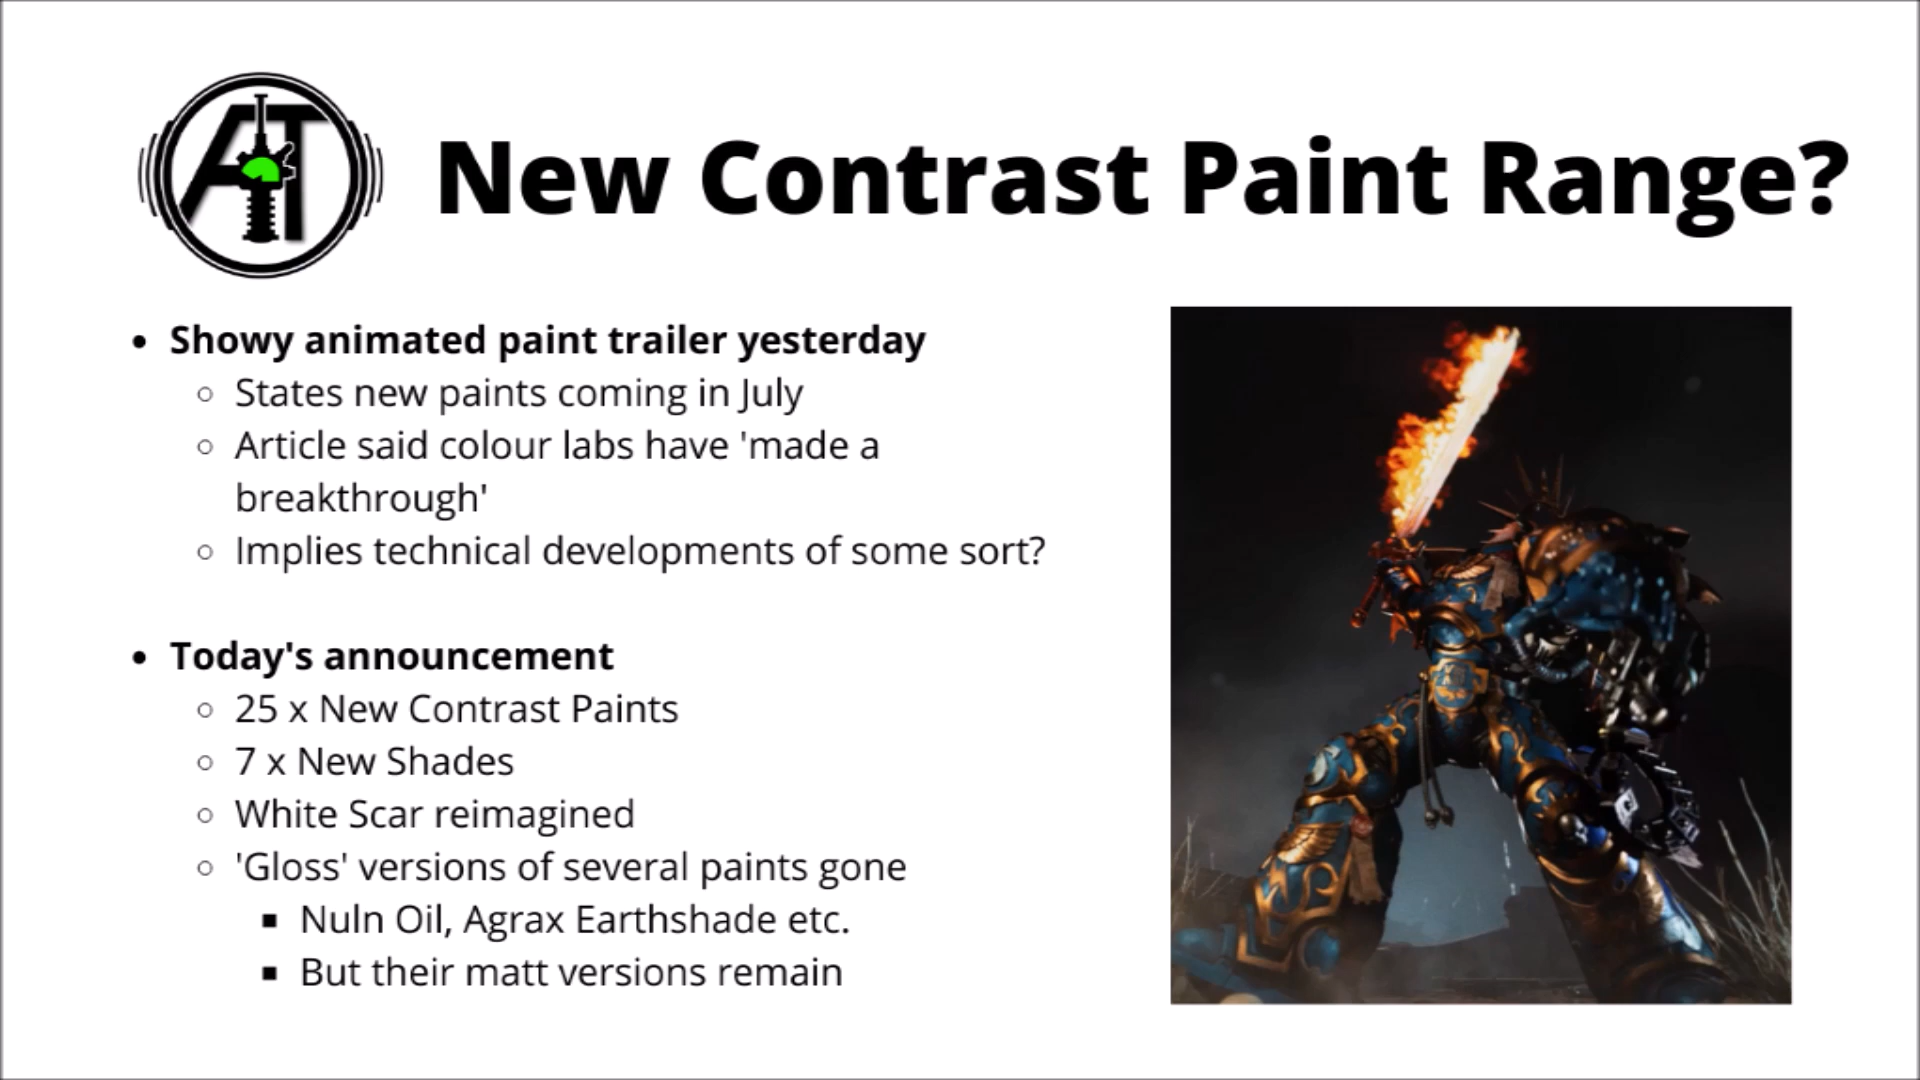 AT
New Contrast Paint Range?
• Showy animated paint trailer yesterday
○ States new paints coming in July
○ Article said colour labs have 'made a
breakthrough'
○ Implies technical developments of some sort?
• Today's announcement
○ 25 x New Contrast Paints
○ 7 x New Shades
○ White Scar reimagined
○ 'Gloss' versions of several paints gone
▪ Nuln Oil, Agrax Earthshade etc.
▪ But their matt versions remain